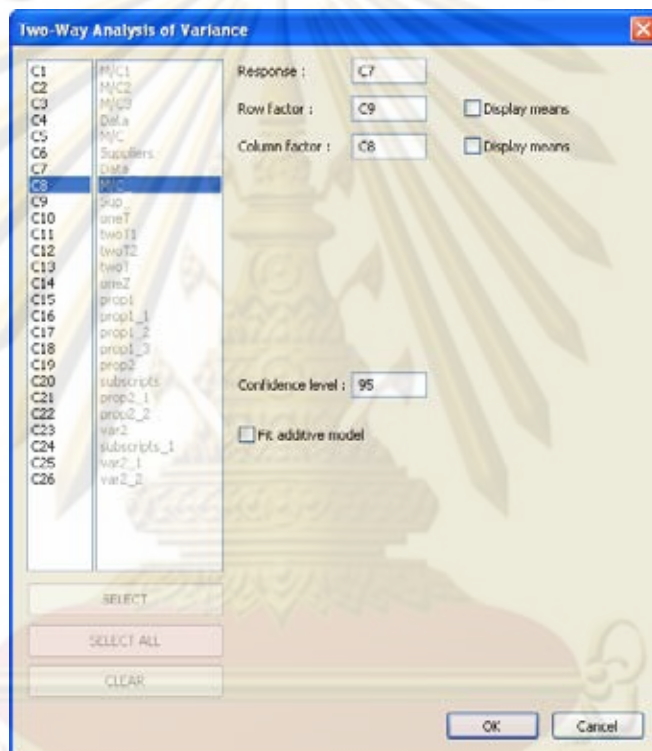 Two-Way Analysis of Variance
C1 M/C1
C2 M/C2
C3 M/C3
C4 Data
C5 M/C
C6 Suppliers
C7 Data
C8 M/C_
C9 Sup_
C10 oneT
C11 twoT1
C12 twoT2
C13 twoT
C14 oneZ
C15 prop1
C16 prop1_1
C17 prop1_2
C18 prop1_3
C19 prop2
C20 subscripts
C21 prop2_1
C22 prop2_2
C23 var2
C24 subscripts_1
C25 var2_1
C26 var2_2
SELECT
SELECT ALL
CLEAR
Response : C7
Row factor : C9 Display means
Column factor : C8 Display means
Confidence level : 95
Fit additive model
OK Cancel